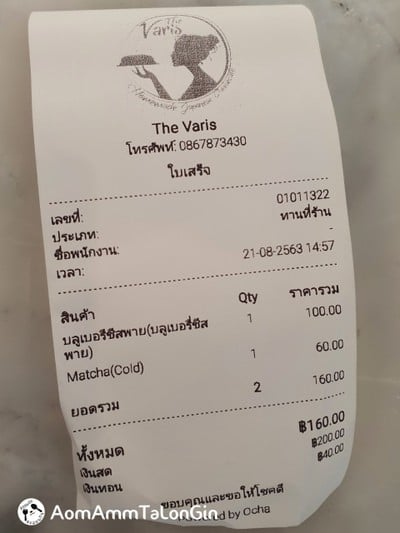 The
Varis
Homemade Japanese
The Varis
โทรศัพท์: 0867873430
ใบเสร็จ
เลขที่: 01011322
ประเภท: ทานที่ร้าน
ชื่อพนักงาน: -
เวลา: 21-08-2563 14:57
สินค้า Qty ราคารวม
บลูเบอรี่ชีสพาย(บลูเบอรี่ชีส 1 100.00
พาย)
Matcha(Cold) 1 60.00
ยอดรวม 2 160.00
ทั้งหมด ฿160.00
เงินสด ฿200.00
เงินทอน ฿40.00
ขอบคุณและขอให้โชคดี
by Ocha
AomAmmTaLonGin